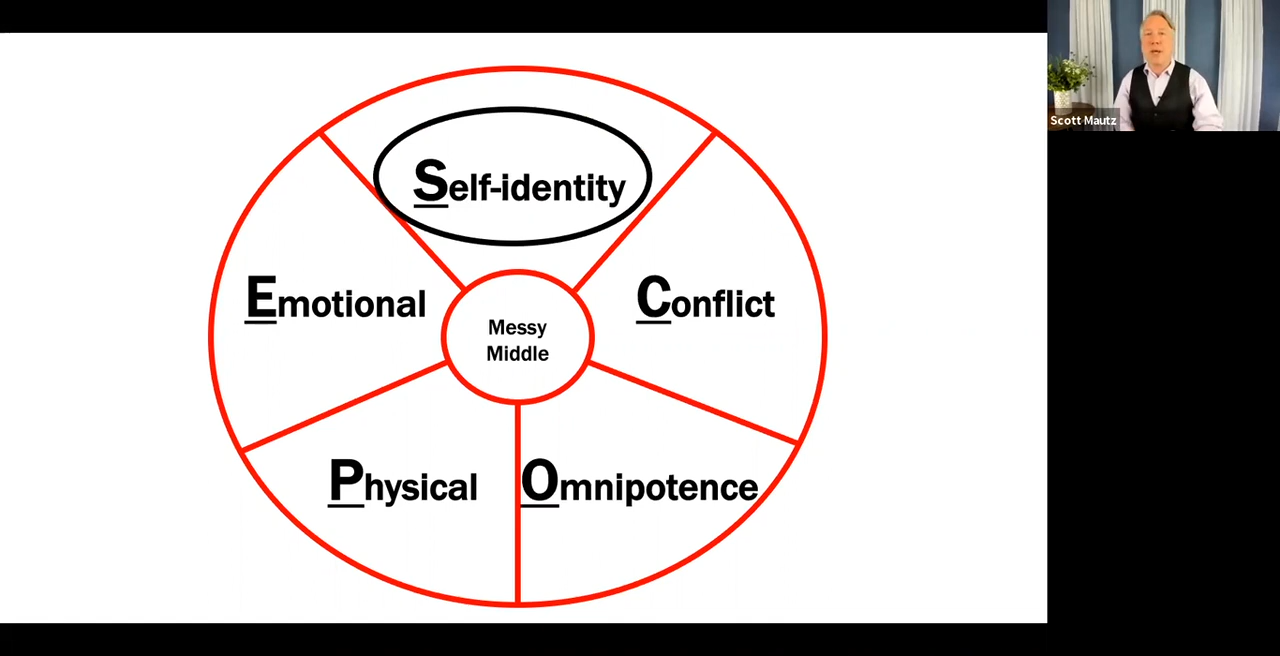 Self-identity
Emotional
Conflict
Messy
Middle
Physical
Omnipotence
Scott Mautz